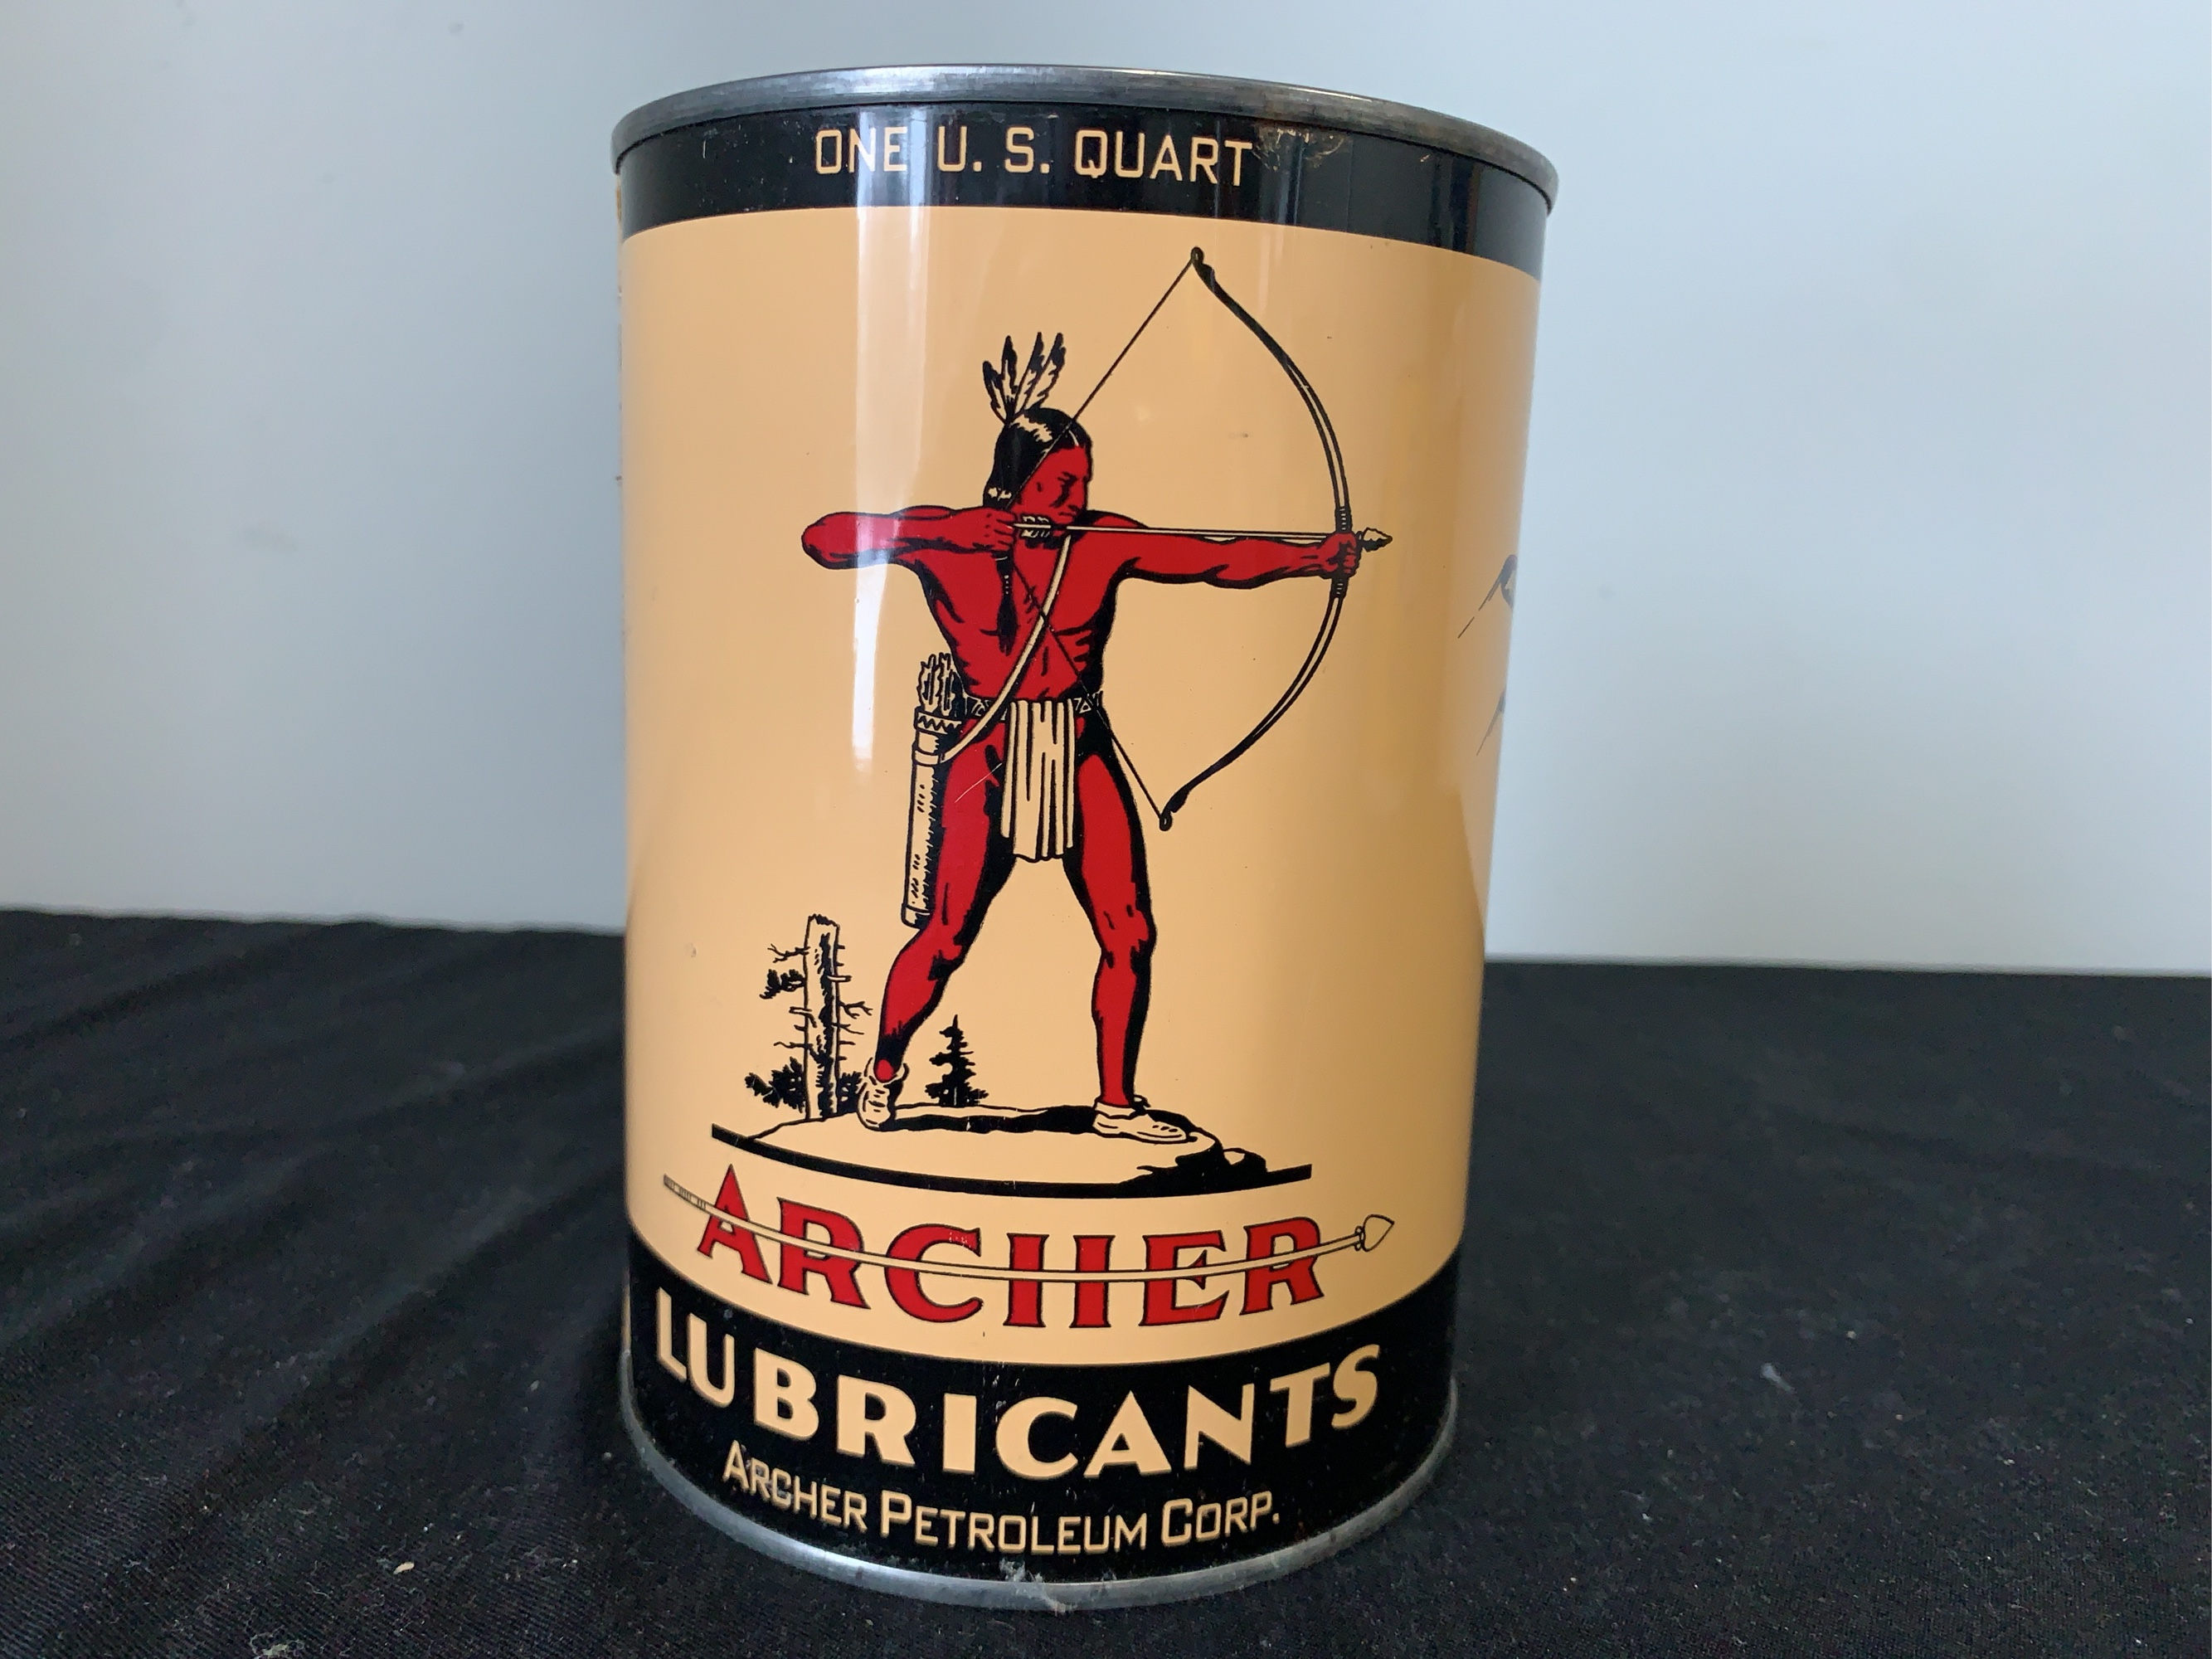 ONE U. S. QUART
ARCHER
LUBRICANTS
ARCHER PETROLEUM CORP.